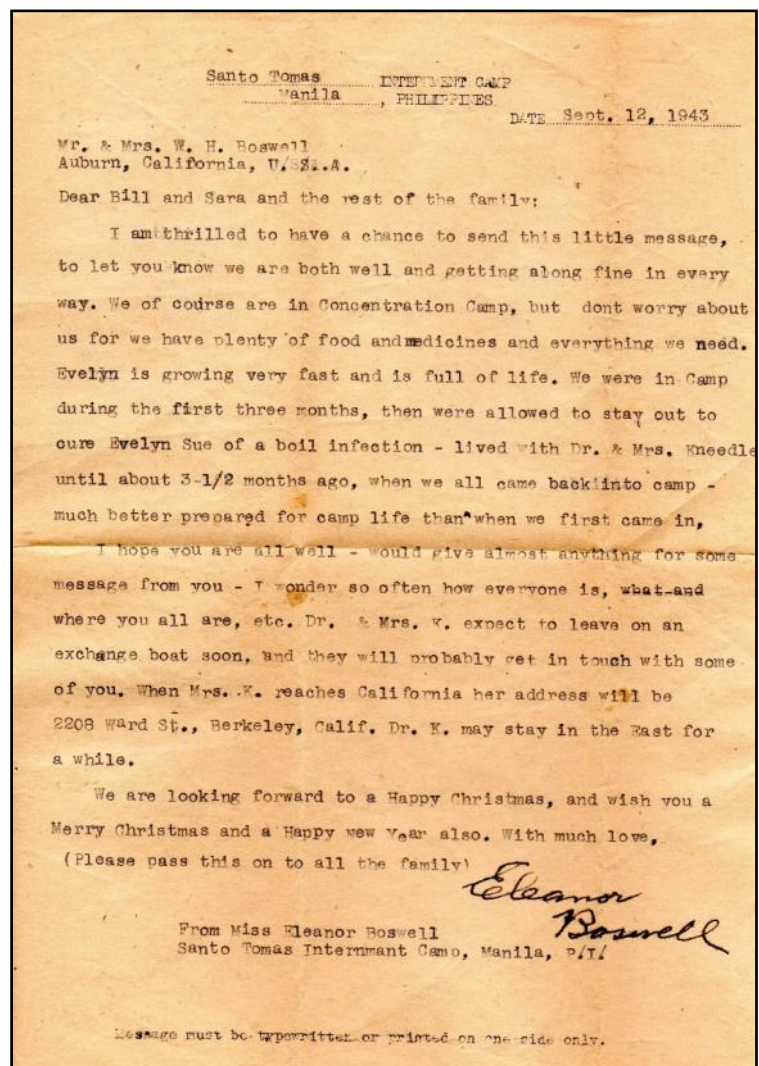 Santo Tomas INTERNMENT CAMP
Manila, PHILIPPINES
DATE Sept. 12, 1943
Mr. & Mrs. W. H. Boswell
Auburn, California, U/S.A.
Dear Bill and Sara and the rest of the family:
I am thrilled to have a chance to send this little message,
to let you know we are both well and getting along fine in every
way. We of course are in Concentration Camp, but dont worry about
us for we have plenty of food andmedicines and everything we need.
Evelyn is growing very fast and is full of life. We were in Camp
during the first three months, then were allowed to stay out to
cure Evelyn Sue of a boil infection - lived with Dr. & Mrs. Kneedle
until about 3-1/2 months ago, when we all came back into camp -
much better prepared for camp life than when we first came in,
I hope you are all well - would give almost anything for some
message from you - I wonder so often how everyone is, what and
where you all are, etc. Dr. & Mrs. K. expect to leave on an
exchange boat soon, and they will probably get in touch with some
of you. When Mrs. .K. reaches California her address will be
2208 Ward St., Berkeley, Calif. Dr. K. may stay in the East for
a while.
We are looking forward to a Happy Christmas, and wish you a
Merry Christmas and a Happy New Year also. With much love,
(Please pass this on to all the family)
Eleanor
Boswell
From Miss Eleanor Boswell
Santo Tomas Internmant Camp, Manila, P/I/
Message must be typewritten or printed on one side only.